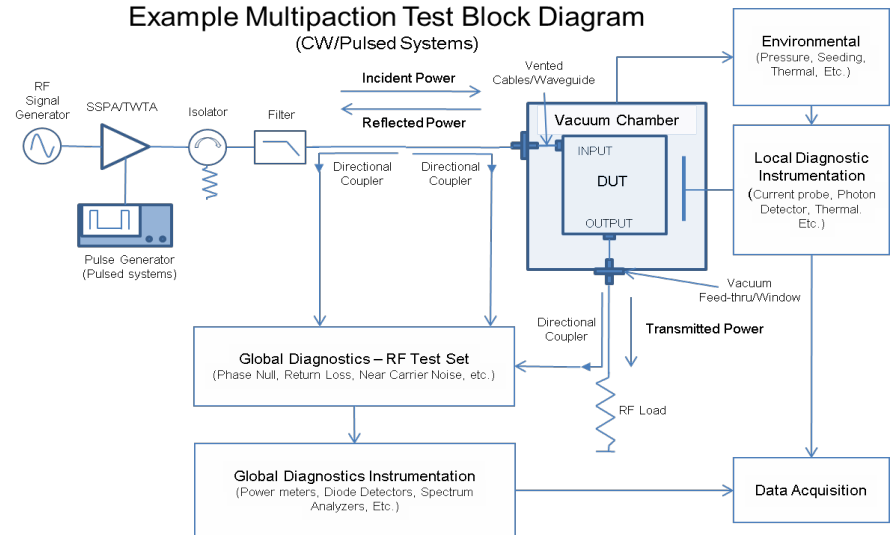 Example Multipaction Test Block Diagram
(CW/Pulsed Systems)
RF
Signal
Generator
SSPA/TWTA
Isolator
Filter
Incident Power
Reflected Power
Vented
Cables/Waveguide
Directional
Coupler
Directional
Coupler
Pulse Generator
(Pulsed systems)
Vacuum Chamber
INPUT
DUT
OUTPUT
Environmental
(Pressure, Seeding,
Thermal, Etc.)
Local Diagnostic
Instrumentation
(Current probe, Photon
Detector, Thermal.
Etc.)
Vacuum
Feed-thru/Window
Directional
Coupler
Transmitted Power
RF Load
Global Diagnostics – RF Test Set
(Phase Null, Return Loss, Near Carrier Noise, etc.)
Global Diagnostics Instrumentation
(Power meters, Diode Detectors, Spectrum
Analyzers, Etc.)
Data Acquisition